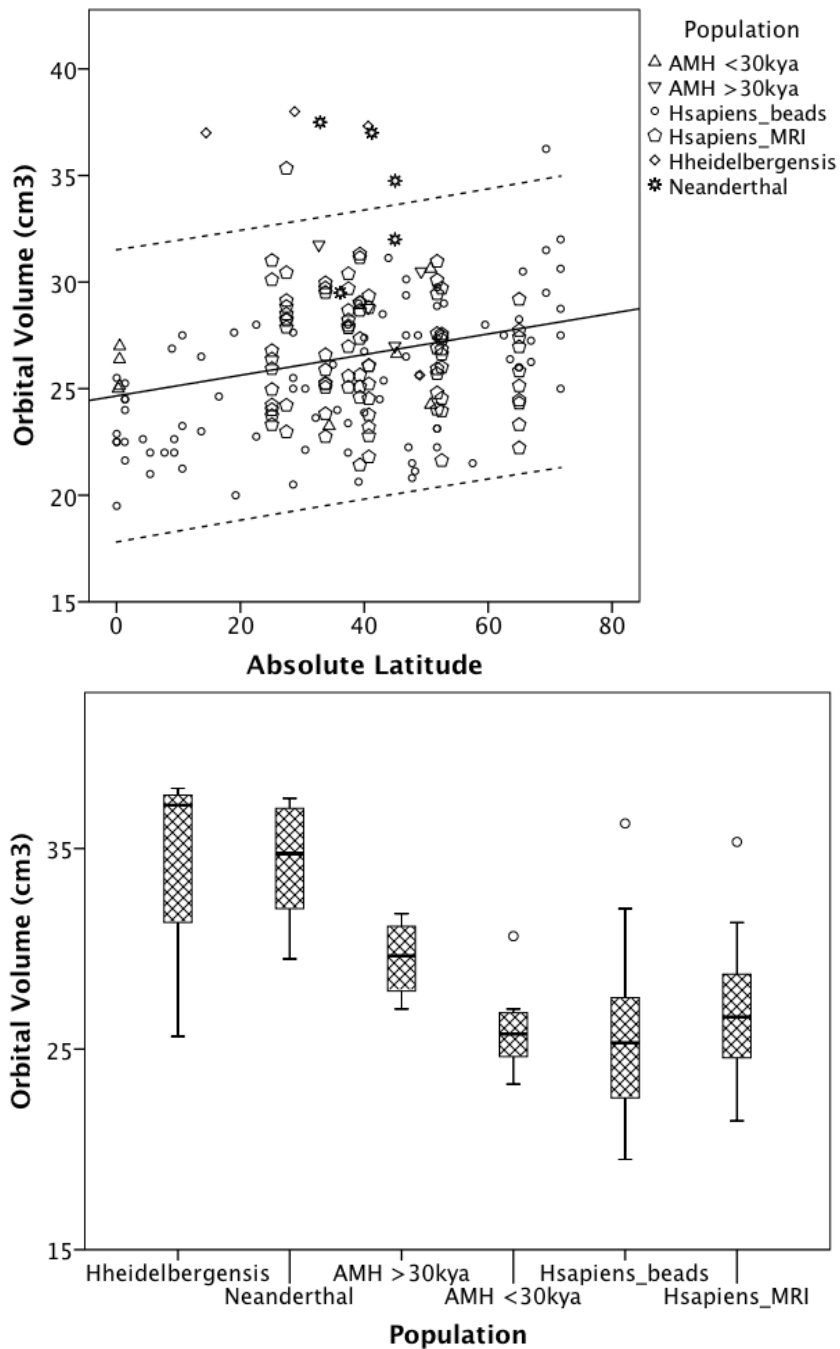 Population
AMH <30kya
AMH >30kya
Hsapiens_beads
Hsapiens_MRI
Hheidelbergensis
Neanderthal
Orbital Volume (cm3)
40
35
30
25
20
15
0 20 40 60 80
Absolute Latitude
Orbital Volume (cm3)
35
25
15
Hheidelbergensis AMH >30kya Hsapiens_beads
Neanderthal AMH <30kya Hsapiens_MRI
Population